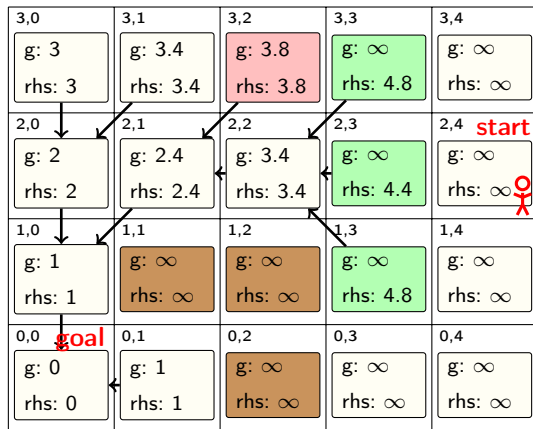 3,0 3,1 3,2 3,3 3,4
g: 3 g: 3.4 g: 3.8 g: ∞ g: ∞
rhs: 3 rhs: 3.4 rhs: 3.8 rhs: 4.8 rhs: ∞
2,0 2,1 2,2 2,3 2,4 start
g: 2 g: 2.4 g: 3.4 g: ∞ g: ∞
rhs: 2 rhs: 2.4 rhs: 3.4 rhs: 4.4 rhs: ∞
1,0 1,1 1,2 1,3 1,4
g: 1 g: ∞ g: ∞ g: ∞ g: ∞
rhs: 1 rhs: ∞ rhs: ∞ rhs: 4.8 rhs: ∞
0,0 goal 0,1 0,2 0,3 0,4
g: 0 g: 1 g: ∞ g: ∞ g: ∞
rhs: 0 rhs: 1 rhs: ∞ rhs: ∞ rhs: ∞